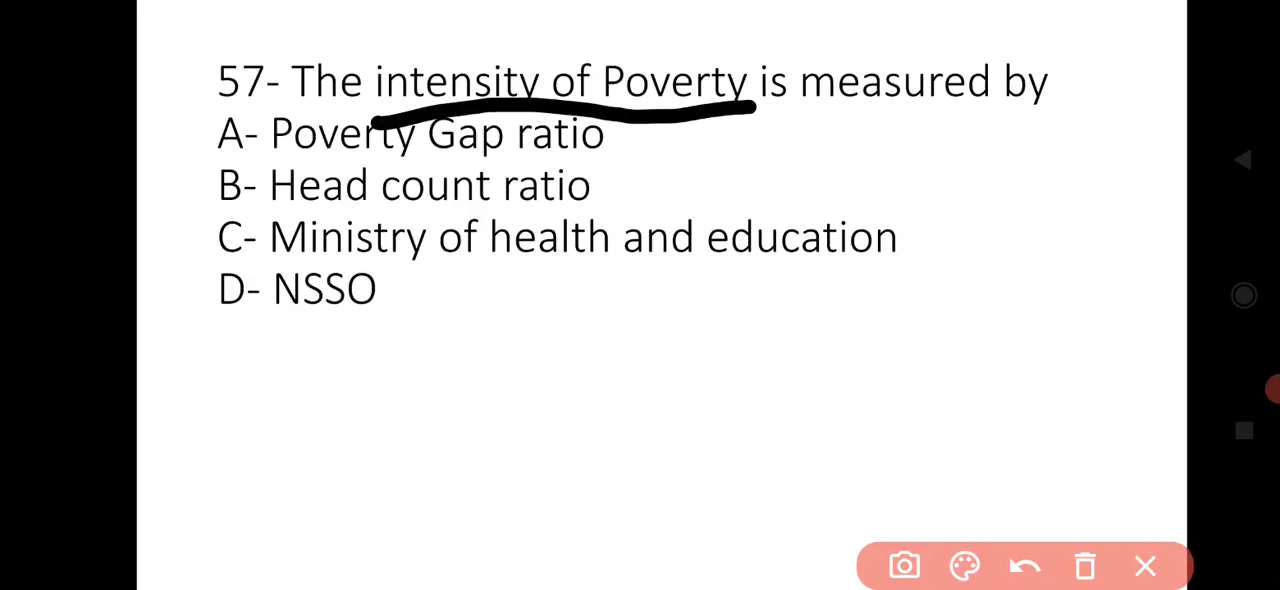 57- The intensity of Poverty is measured by
A- Poverty Gap ratio
B- Head count ratio
C- Ministry of health and education
D- NSSO